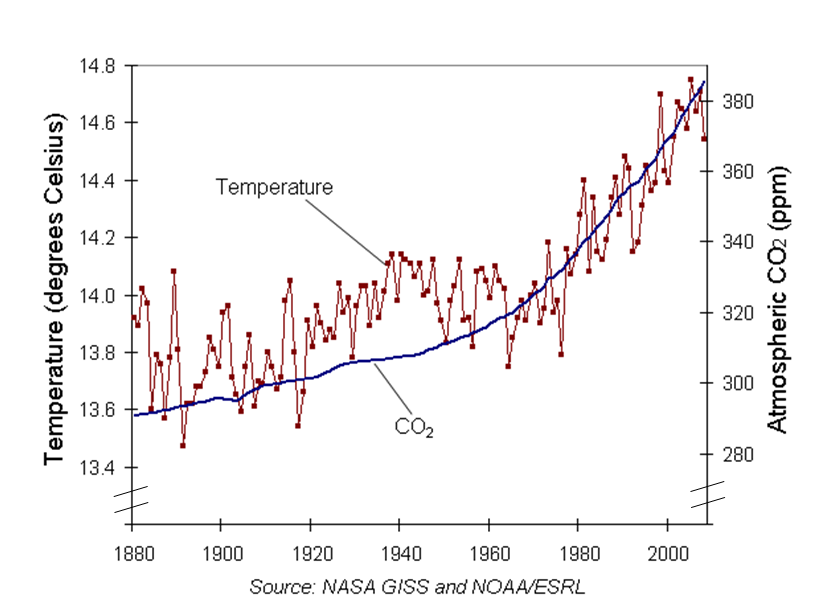 14.8
14.6
14.4
14.2
14.0
13.8
13.6
13.4
Temperature (degrees Celsius)
Temperature
CO2
380
360
340
320
300
280
Atmospheric CO2 (ppm)
1880 1900 1920 1940 1960 1980 2000
Source: NASA GISS and NOAA/ESRL